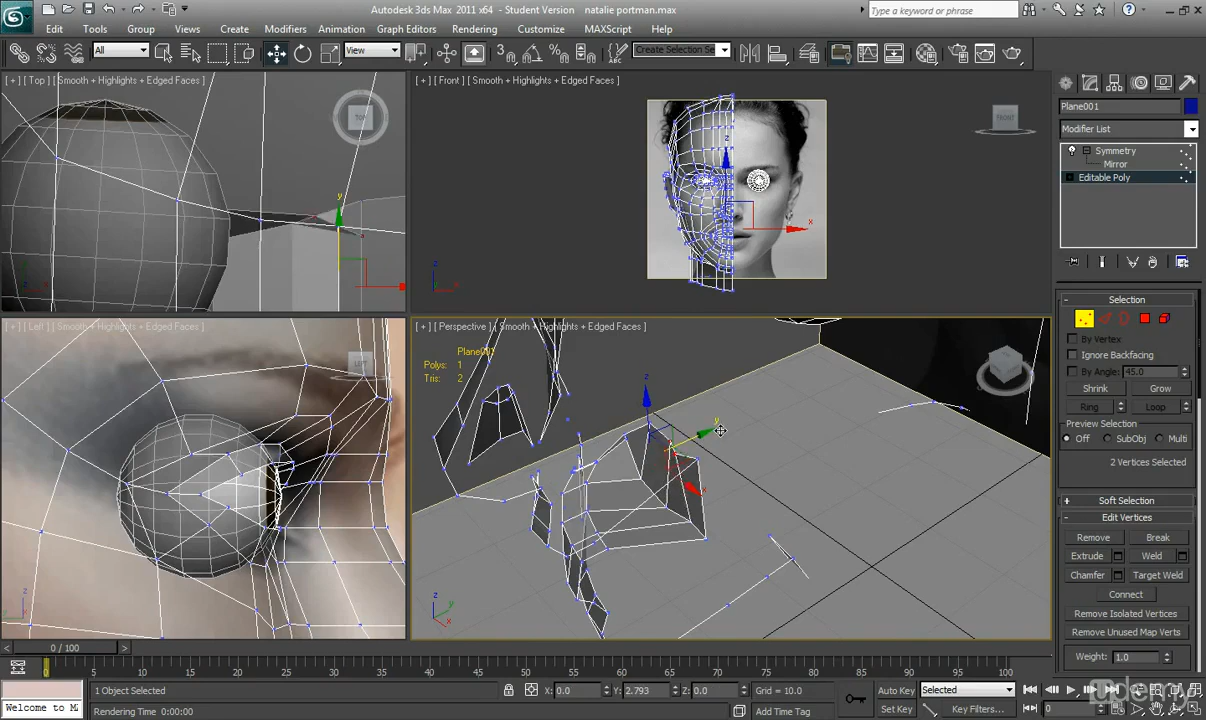 Autodesk 3ds Max 2011 x64 - Student Version natalie portman.max
Type a keyword or phrase
Edit Tools Group Views Create Modifiers Animation Graph Editors Rendering Customize MAXScript Help
All View Create Selection Se
[ + ] [ Top ] [ Smooth + Highlights + Edged Faces ]
[ + ] [ Front ] [ Smooth + Highlights + Edged Faces ]
TOP
FRONT
y
x
z
x
Plane001
Modifier List
Symmetry
Mirror
Editable Poly
[ + ] [ Left ] [ Smooth + Highlights + Edged Faces ]
[ + ] [ Perspective ] [ Smooth + Highlights + Edged Faces ]
LEFT
Plane001
Polys: 1
Tris: 2
z
y
x
Selection
By Vertex
Ignore Backfacing
By Angle: 45.0
Shrink Grow
Ring Loop
Preview Selection
Off SubObj Multi
2 Vertices Selected
Soft Selection
Edit Vertices
Remove Break
Extrude Weld
Chamfer Target Weld
Connect
Remove Isolated Vertices
Remove Unused Map Verts
Weight: 1.0
0 / 100
0 5 10 15 20 25 30 35 40 45 50 55 60 65 70 75 80 85 90 95 100
1 Object Selected X: 0.0 Y: 2.793 Z: 0.0 Grid = 10.0 Auto Key Selected
Welcome to MA Rendering Time 0:00:00 Add Time Tag Set Key Key Filters... 0
udemy